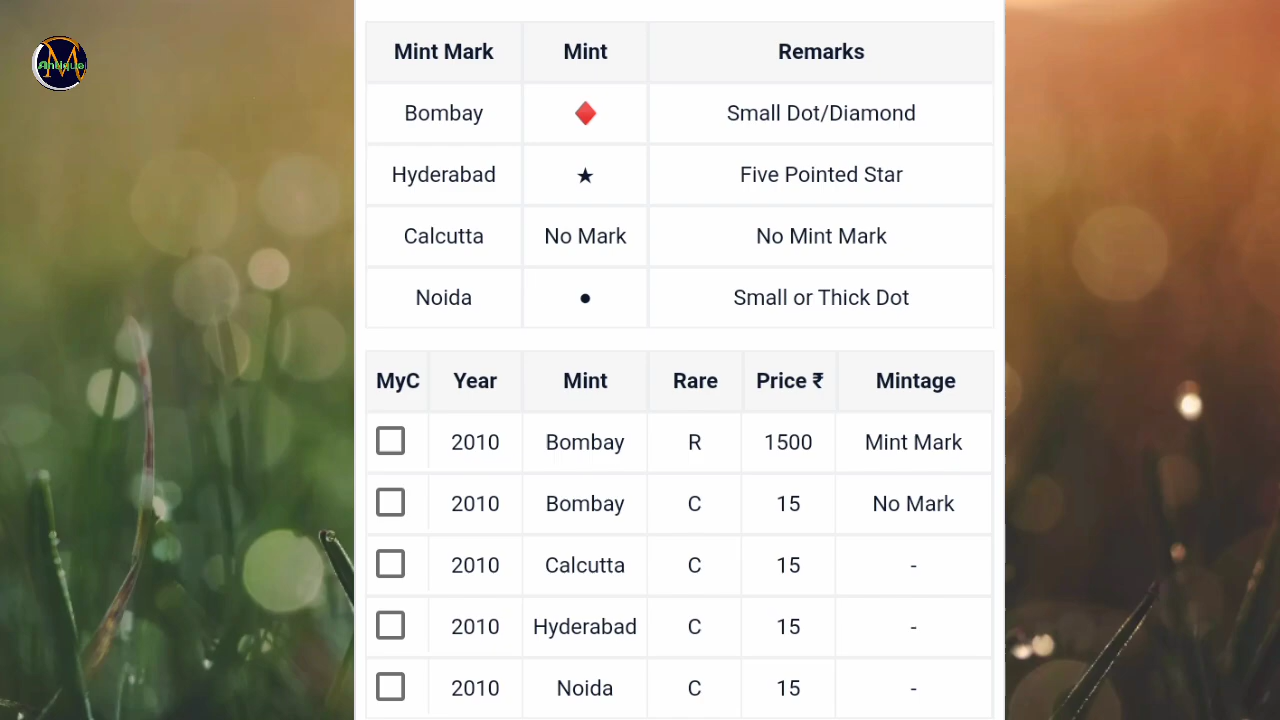 M
Antique
Mint Mark Mint Remarks
Bombay ♦ Small Dot/Diamond
Hyderabad ★ Five Pointed Star
Calcutta No Mark No Mint Mark
Noida ● Small or Thick Dot
MyC Year Mint Rare Price ₹ Mintage
2010 Bombay R 1500 Mint Mark
2010 Bombay C 15 No Mark
2010 Calcutta C 15 -
2010 Hyderabad C 15 -
2010 Noida C 15 -